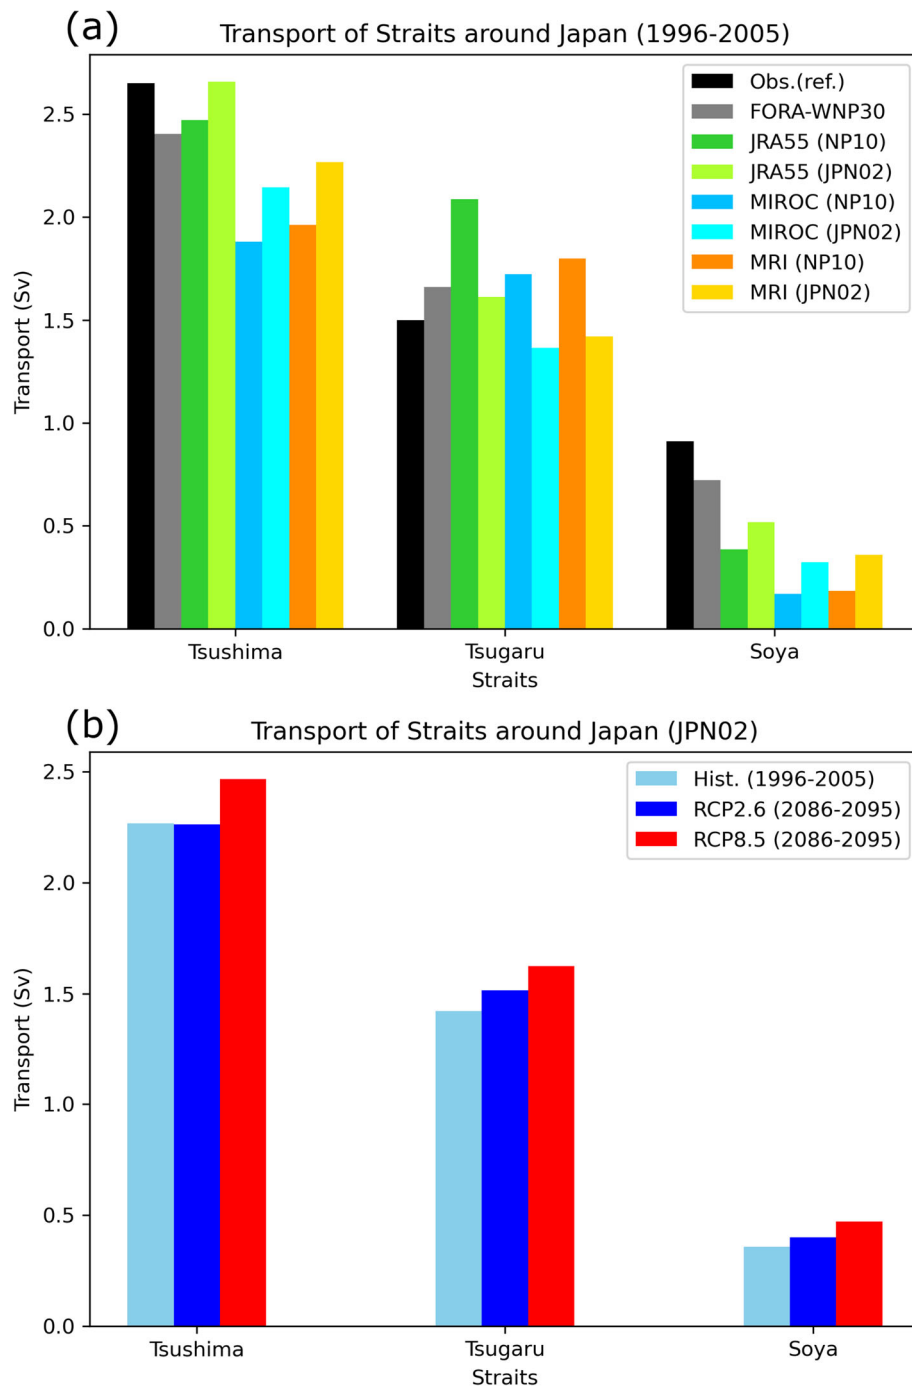 (a)
Transport of Straits around Japan (1996-2005)
Transport (Sv)
2.5
2.0
1.5
1.0
0.5
0.0
Obs.(ref.)
FORA-WNP30
JRA55 (NP10)
JRA55 (JPN02)
MIROC (NP10)
MIROC (JPN02)
MRI (NP10)
MRI (JPN02)
Tsushima
Tsugaru
Soya
Straits
(b)
Transport of Straits around Japan (JPN02)
Transport (Sv)
2.5
2.0
1.5
1.0
0.5
0.0
Hist. (1996-2005)
RCP2.6 (2086-2095)
RCP8.5 (2086-2095)
Tsushima
Tsugaru
Soya
Straits